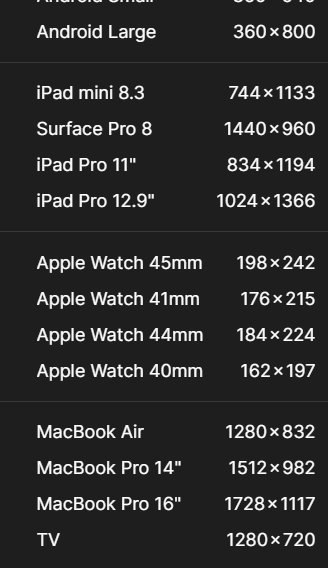 Android Large 360×800
iPad mini 8.3 744×1133
Surface Pro 8 1440×960
iPad Pro 11" 834×1194
iPad Pro 12.9" 1024×1366
Apple Watch 45mm 198×242
Apple Watch 41mm 176×215
Apple Watch 44mm 184×224
Apple Watch 40mm 162×197
MacBook Air 1280×832
MacBook Pro 14" 1512×982
MacBook Pro 16" 1728×1117
TV 1280×720